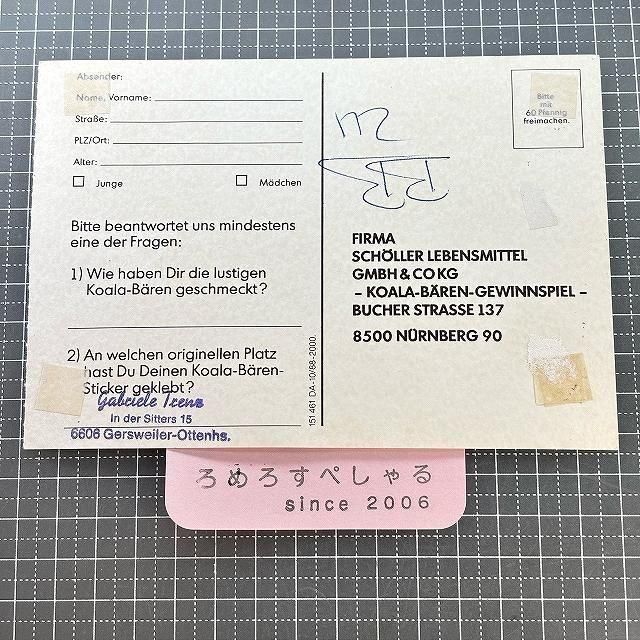 Absender:
Name, Vorname:
Straße:
PLZ/Ort:
Alter:
Junge
Mädchen
Bitte beantwortet uns mindestens
eine der Fragen:
1) Wie haben Dir die lustigen
Koala-Bären geschmeckt?
2) An welchen originellen Platz
hast Du Deinen Koala-Bären-
Sticker geklebt?
Gabriele Trenz
In der Sitters 15
6606 Gersweiler-Ottenhs.
151 461 DA-10/88-2000.
Bitte
mit
60 Pfennig
freimachen.
FIRMA
SCHÖLLER LEBENSMITTEL
GMBH & CO KG
– KOALA-BÄREN-GEWINNSPIEL –
BUCHER STRASSE 137
8500 NÜRNBERG 90
ろめろすぺしゃる
since 2006